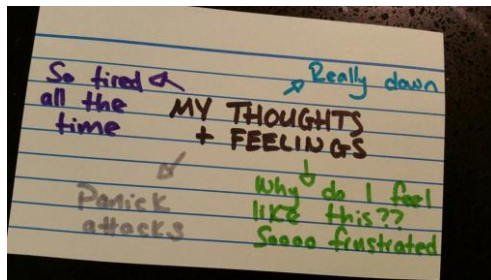 So tired
all the
time
Really down
MY THOUGHTS
+ FEELINGS
Panick
attacks
Why do I feel
like this??
Soooo frustrated